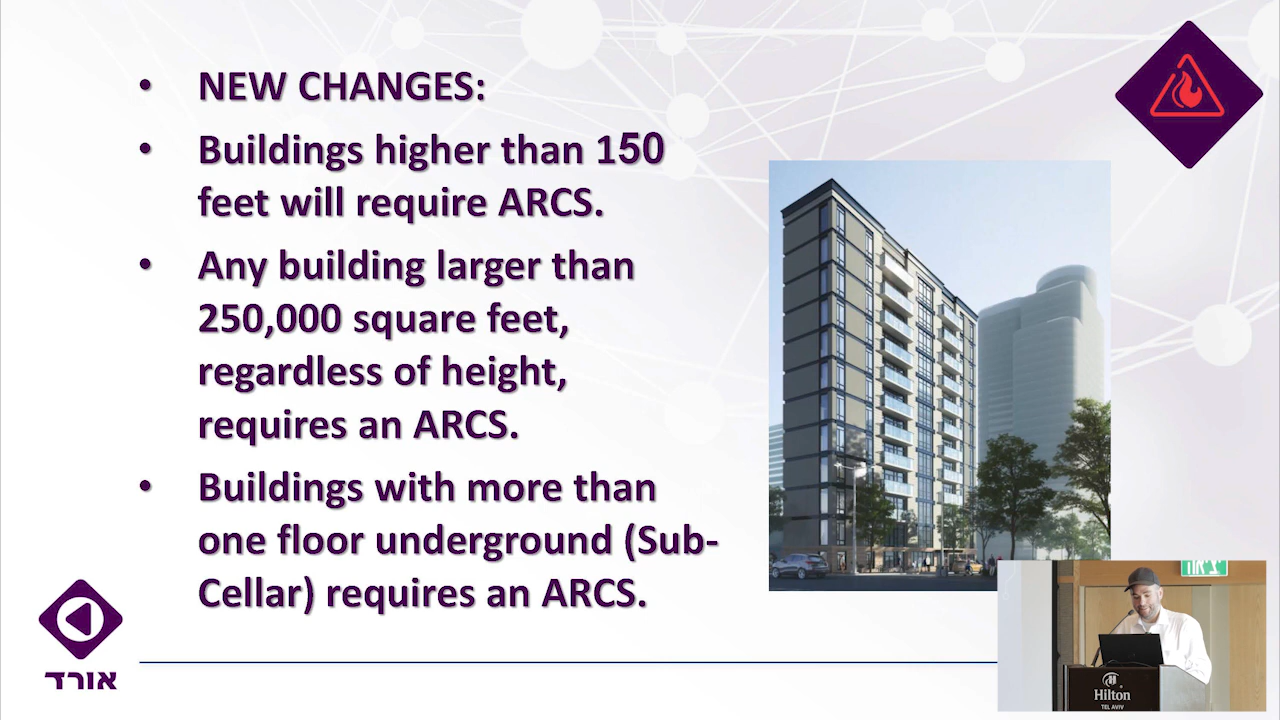 • NEW CHANGES:
• Buildings higher than 150
feet will require ARCS.
• Any building larger than
250,000 square feet,
regardless of height,
requires an ARCS.
• Buildings with more than
one floor underground (Sub-
Cellar) requires an ARCS.
אורד
Hilton
TEL AVIV